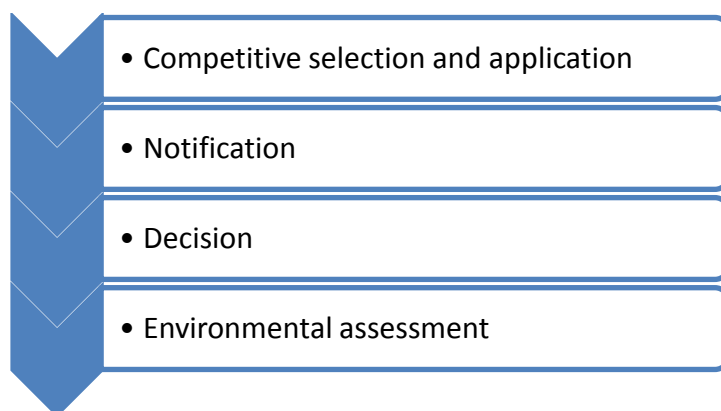 • Competitive selection and application
• Notification
• Decision
• Environmental assessment